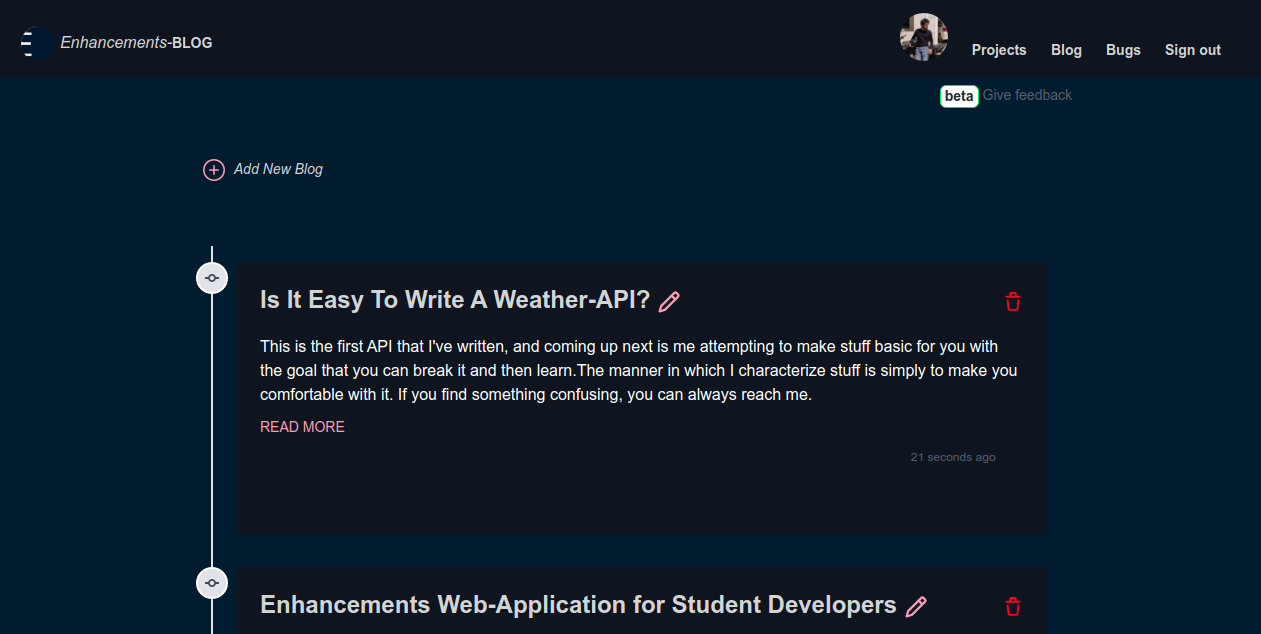 Enhancements-BLOG
Projects Blog Bugs Sign out
beta Give feedback
Add New Blog
Is It Easy To Write A Weather-API?
This is the first API that I've written, and coming up next is me attempting to make stuff basic for you with
the goal that you can break it and then learn.The manner in which I characterize stuff is simply to make you
comfortable with it. If you find something confusing, you can always reach me.
READ MORE
21 seconds ago
Enhancements Web-Application for Student Developers